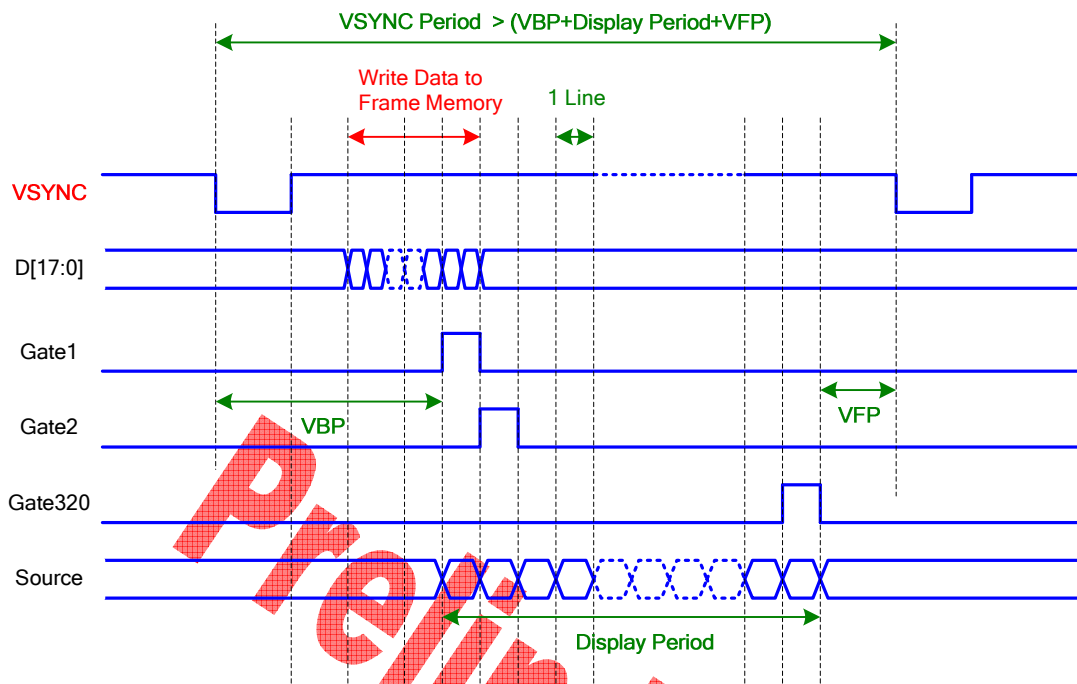 VSYNC Period > (VBP+Display Period+VFP)
Write Data to
Frame Memory
1 Line
VSYNC
D[17:0]
Gate1
VBP
VFP
Gate2
Gate320
Source
Display Period